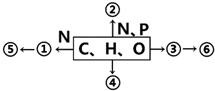 ②
N N、P
⑤ ① C、H、O ③ ⑥
④